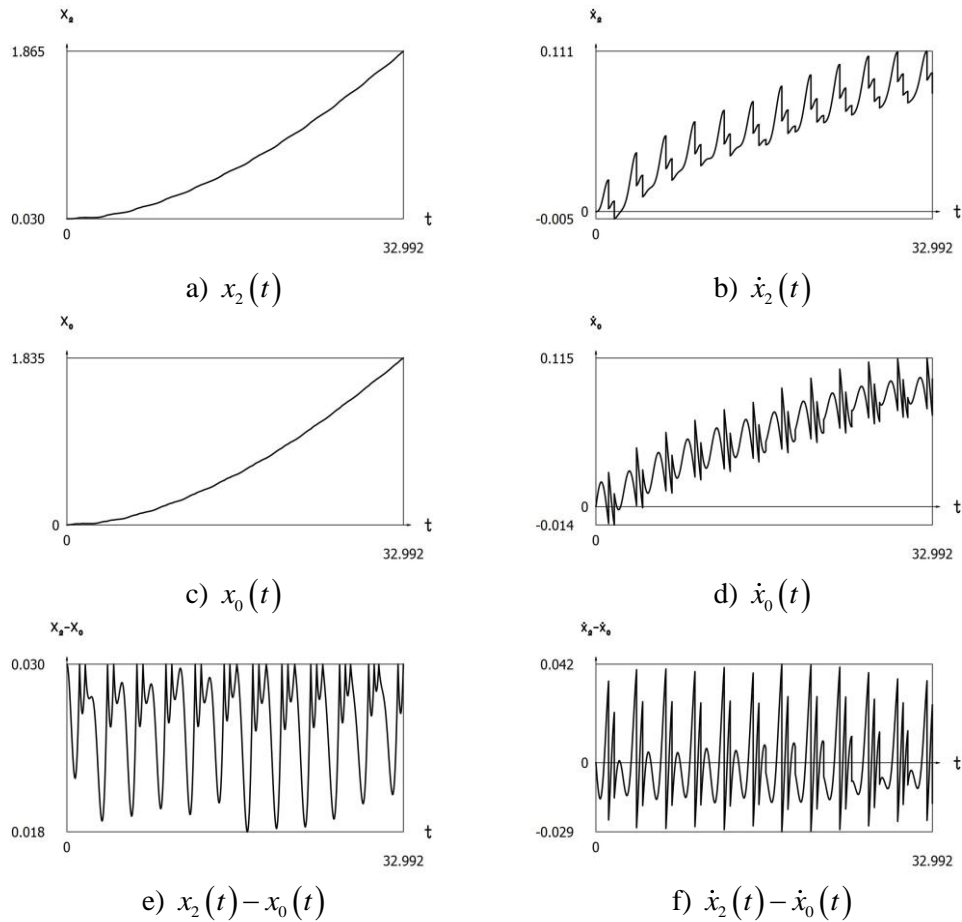 x₂
1.865
0.030
0
t
32.992
a) x₂(t)
ẋ₂
0.111
0
-0.005
0
t
32.992
b) ẋ₂(t)
x₀
1.835
0
0
t
32.992
c) x₀(t)
ẋ₀
0.115
0
-0.014
0
t
32.992
d) ẋ₀(t)
x₂-x₀
0.030
0.018
0
t
32.992
e) x₂(t) − x₀(t)
ẋ₂-ẋ₀
0.042
0
-0.029
0
t
32.992
f) ẋ₂(t) − ẋ₀(t)